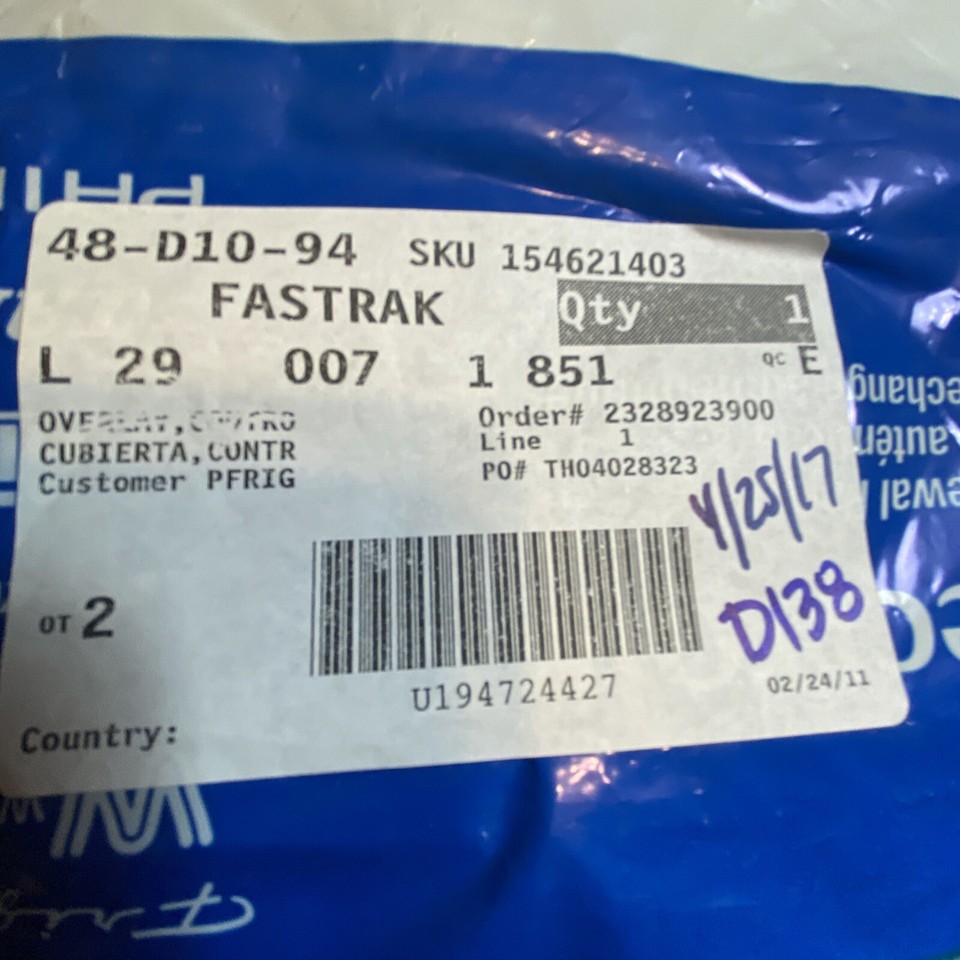 48-D10-94 SKU 154621403
FASTRAK Qty 1
L 29 007 1 851 QC E
Order# 2328923900
CUBIERTA,CONTR Line 1
Customer PFRIG PO# TH04028323
4/25/17
OT 2
D138
U194724427
02/24/11
Country: